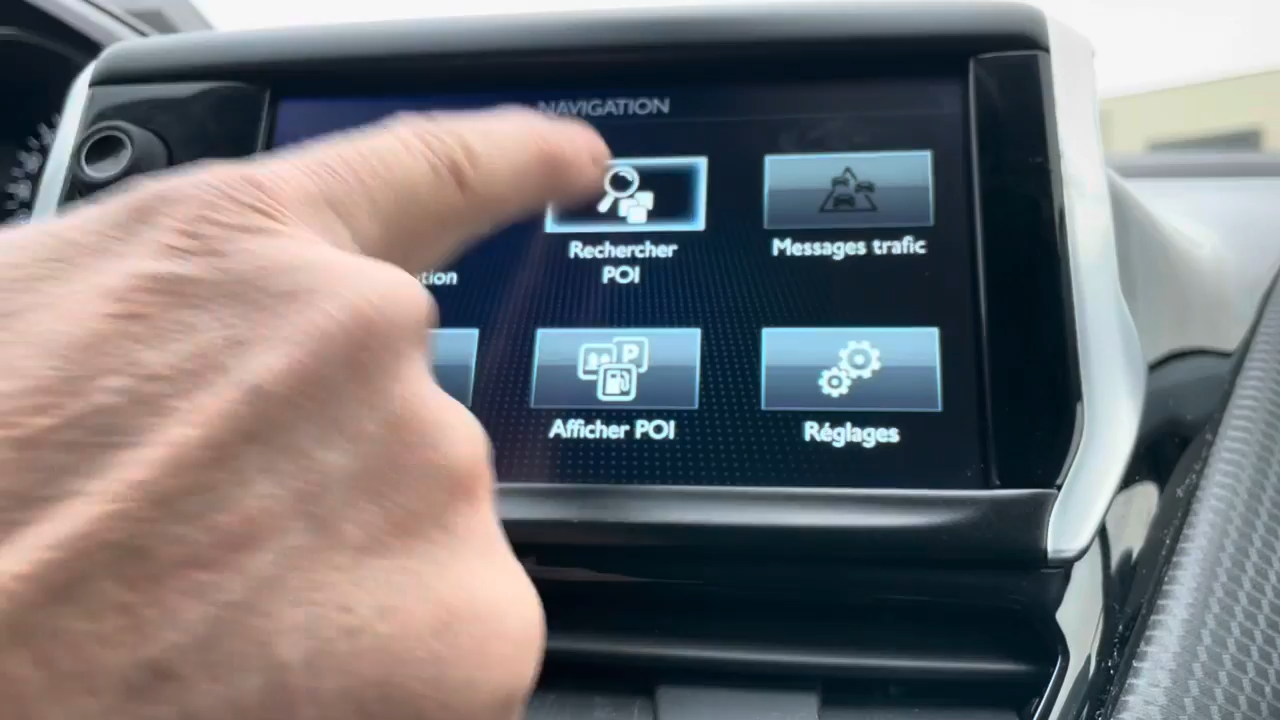 NAVIGATION
Rechercher
POI
Messages trafic
Afficher POI
Réglages